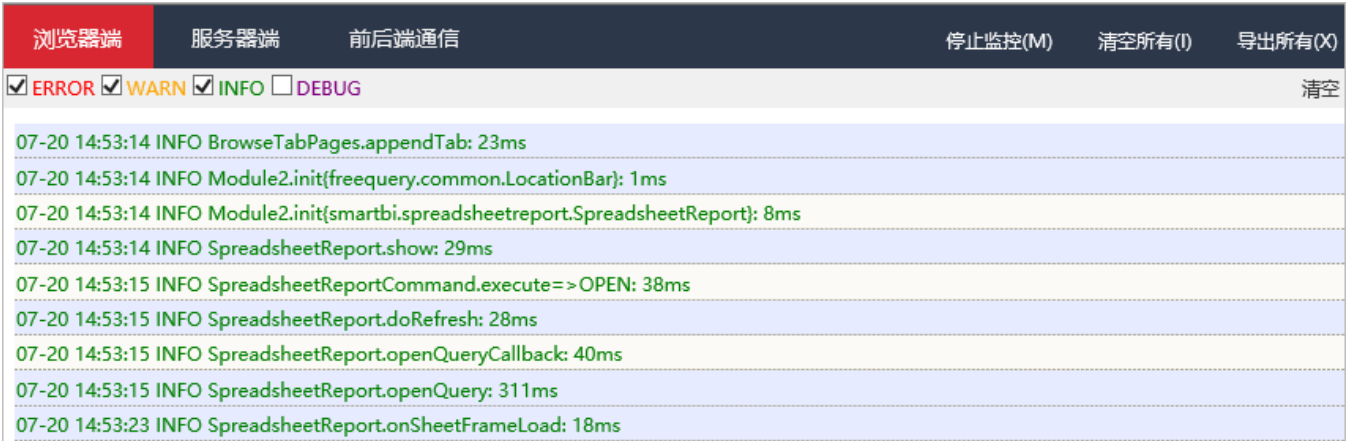 浏览器端 服务器端 前后端通信 停止监控(M) 清空所有(I) 导出所有(X)
ERROR WARN INFO DEBUG 清空
07-20 14:53:14 INFO BrowseTabPages.appendTab: 23ms
07-20 14:53:14 INFO Module2.init{freequery.common.LocationBar}: 1ms
07-20 14:53:14 INFO Module2.init{smartbi.spreadsheetreport.SpreadsheetReport}: 8ms
07-20 14:53:14 INFO SpreadsheetReport.show: 29ms
07-20 14:53:15 INFO SpreadsheetReportCommand.execute=>OPEN: 38ms
07-20 14:53:15 INFO SpreadsheetReport.doRefresh: 28ms
07-20 14:53:15 INFO SpreadsheetReport.openQueryCallback: 40ms
07-20 14:53:15 INFO SpreadsheetReport.openQuery: 311ms
07-20 14:53:23 INFO SpreadsheetReport.onSheetFrameLoad: 18ms